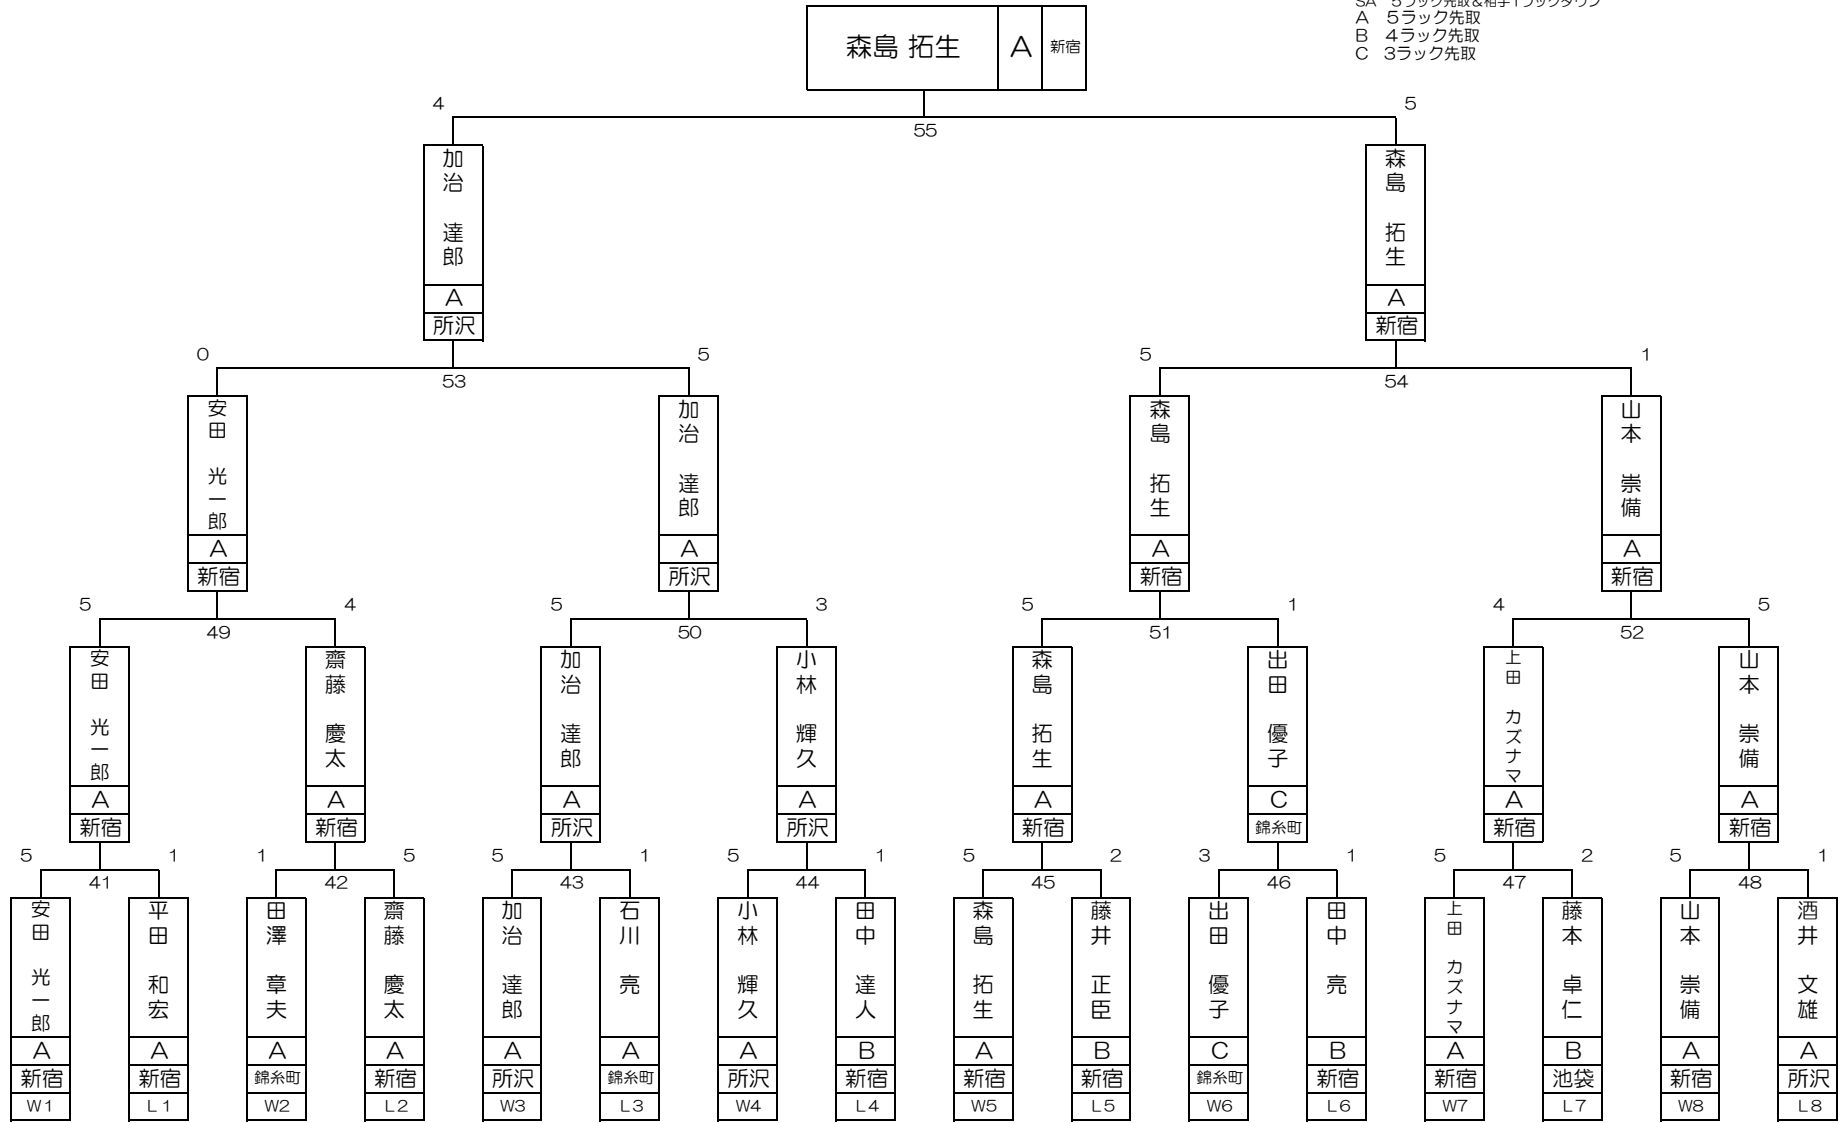 SA 5ラック先取&相手1ラックダウン
A 5ラック先取
B 4ラック先取
C 3ラック先取
森島 拓生 A 新宿
4 5
55
加治 達郎 森島 拓生
A A
所沢 新宿
0 5 5 1
53 54
安田 光一郎 加治 達郎 森島 拓生 山本 崇備
A A A A
新宿 所沢 新宿 新宿
5 4 5 3 5 1 4 5
49 50 51 52
安田 光一郎 齋藤 慶太 加治 達郎 小林 輝久 森島 拓生 出田 優子 上田 カズナマ 山本 崇備
A A A A A C A A
新宿 新宿 所沢 所沢 新宿 錦糸町 新宿 新宿
5 1 1 5 5 1 5 1 5 2 3 1 5 2 5 1
41 42 43 44 45 46 47 48
安田 光一郎 平田 和宏 田澤 章夫 齋藤 慶太 加治 達郎 石川 亮 小林 輝久 田中 達人 森島 拓生 藤井 正臣 出田 優子 田中 亮 上田 カズナマ 藤本 卓仁 山本 崇備 酒井 文雄
A A A A A A A B A B C B A B A A
新宿 新宿 錦糸町 新宿 所沢 錦糸町 所沢 新宿 新宿 新宿 錦糸町 新宿 新宿 池袋 新宿 所沢
W1 L1 W2 L2 W3 L3 W4 L4 W5 L5 W6 L6 W7 L7 W8 L8